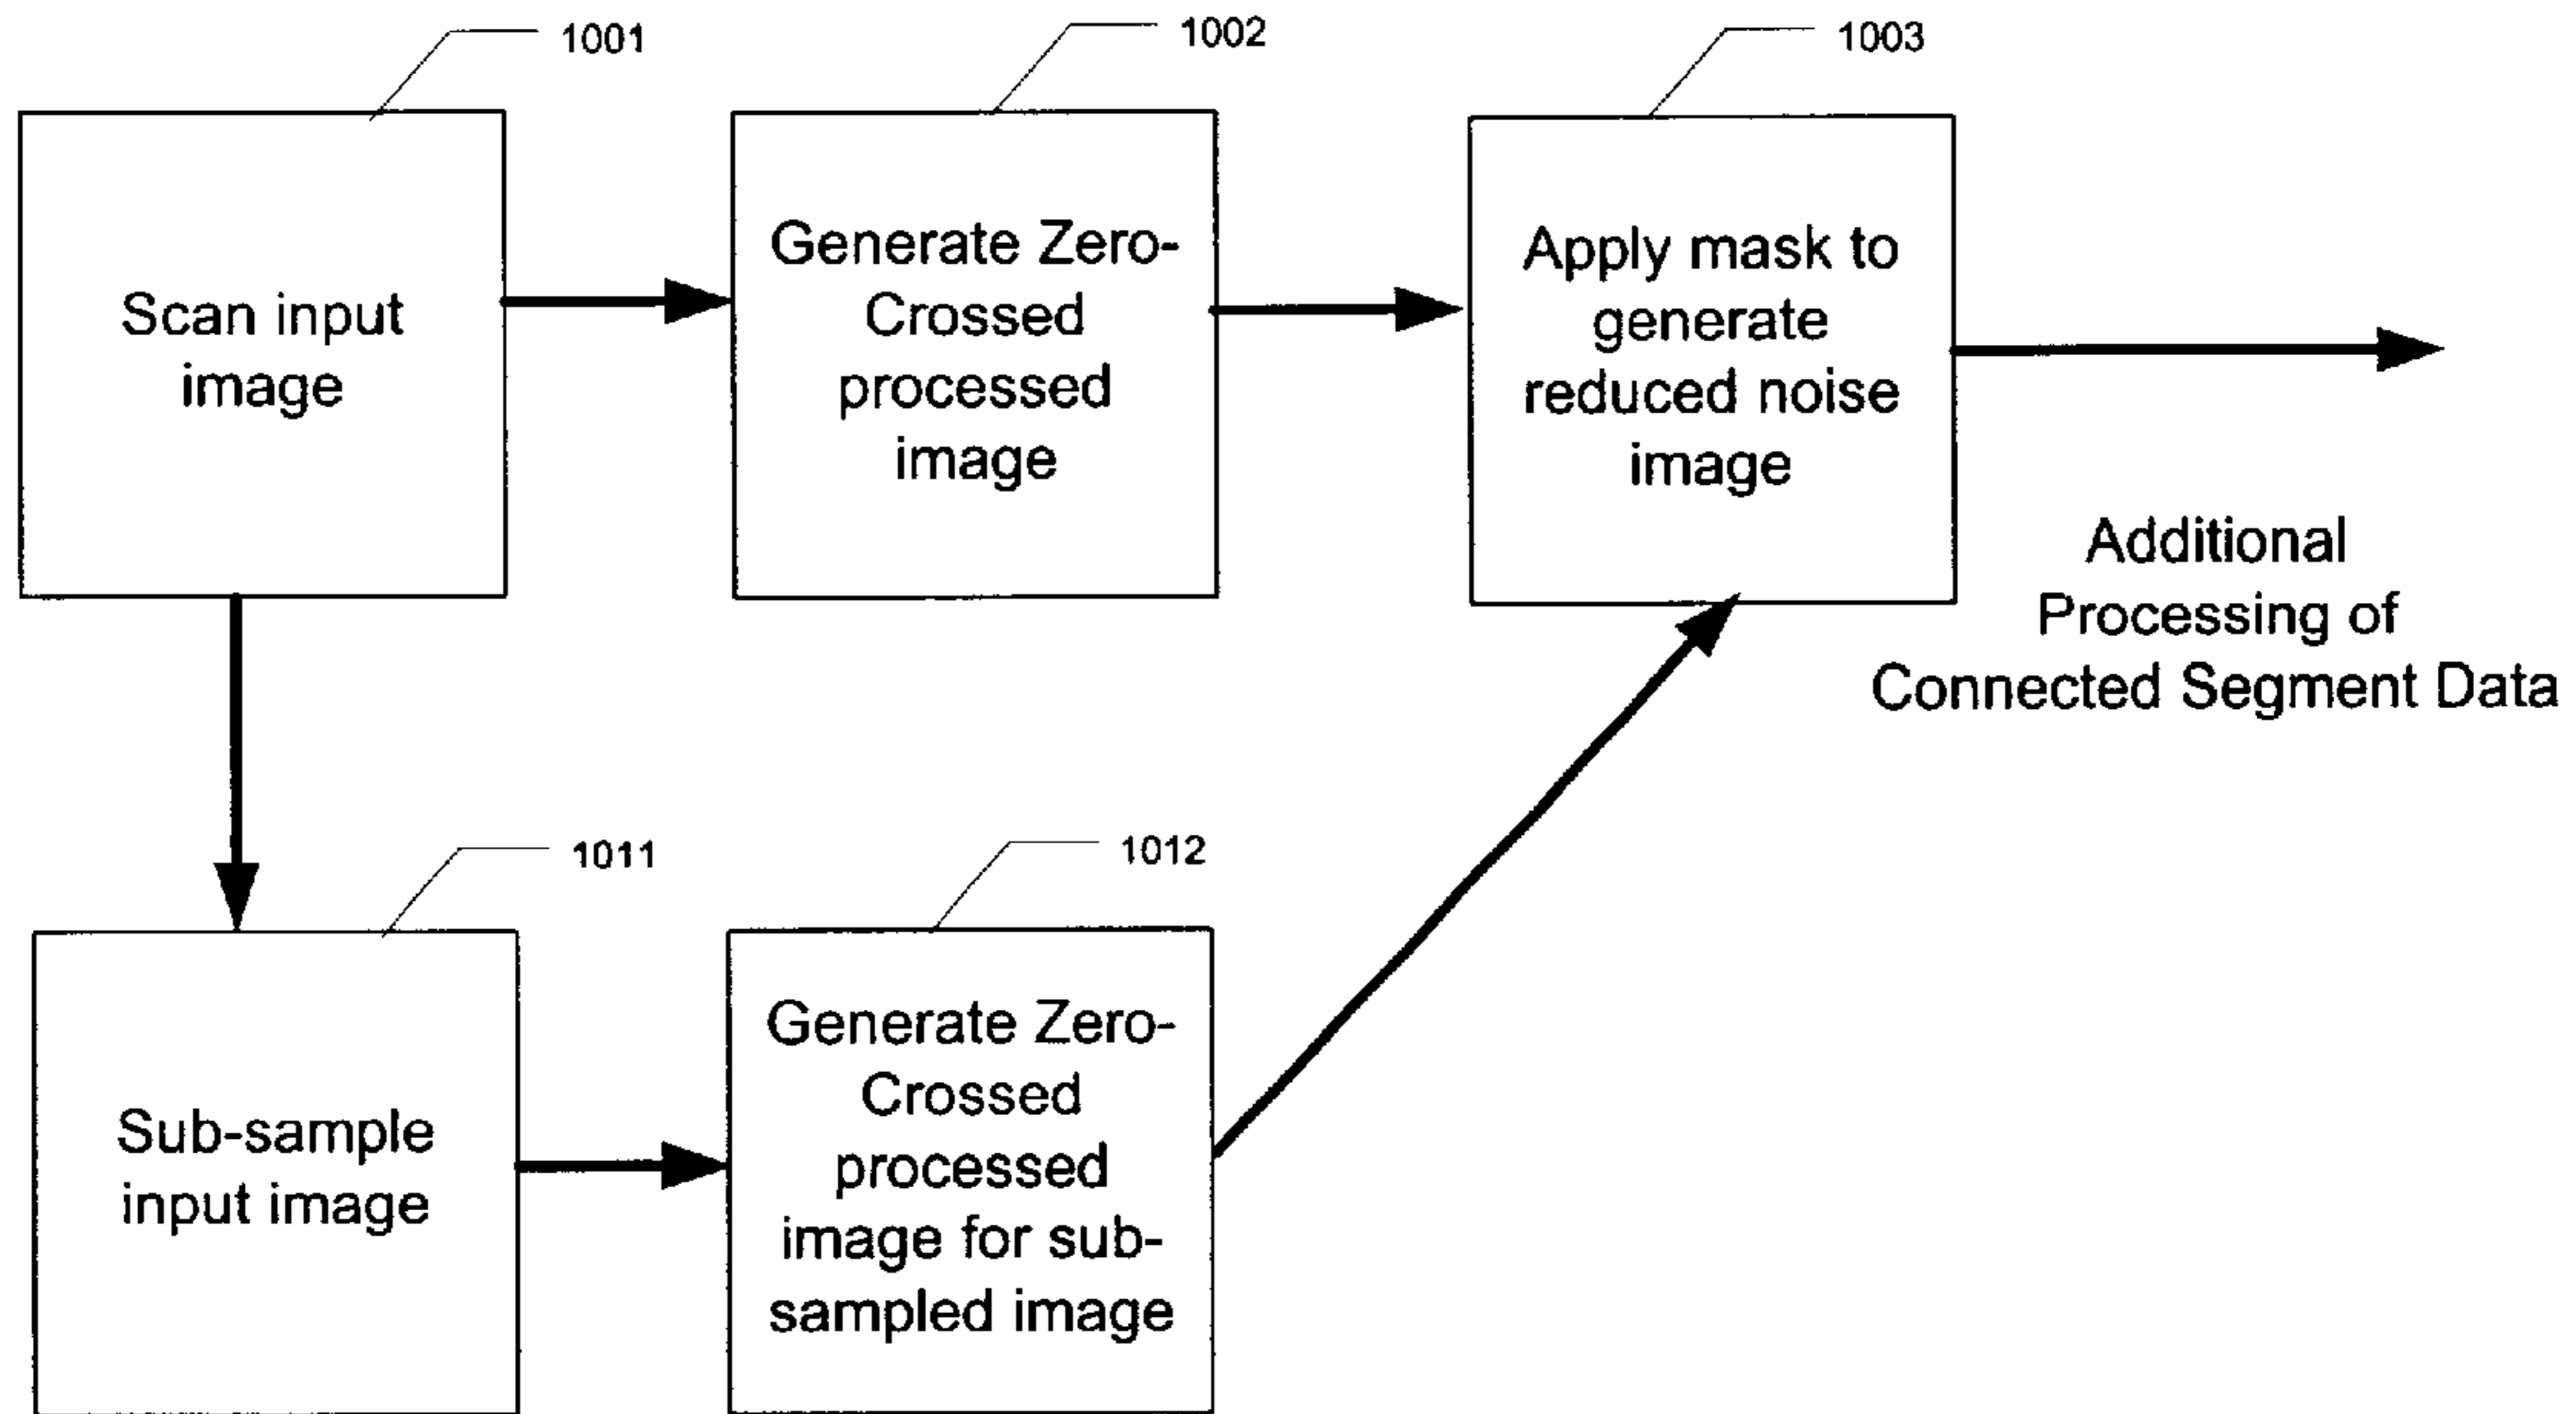 1001
1002
1003
Scan input
image
Generate Zero-
Crossed
processed
image
Apply mask to
generate
reduced noise
image
Additional
Processing of
Connected Segment Data
1011
1012
Sub-sample
input image
Generate Zero-
Crossed
processed
image for sub-
sampled image